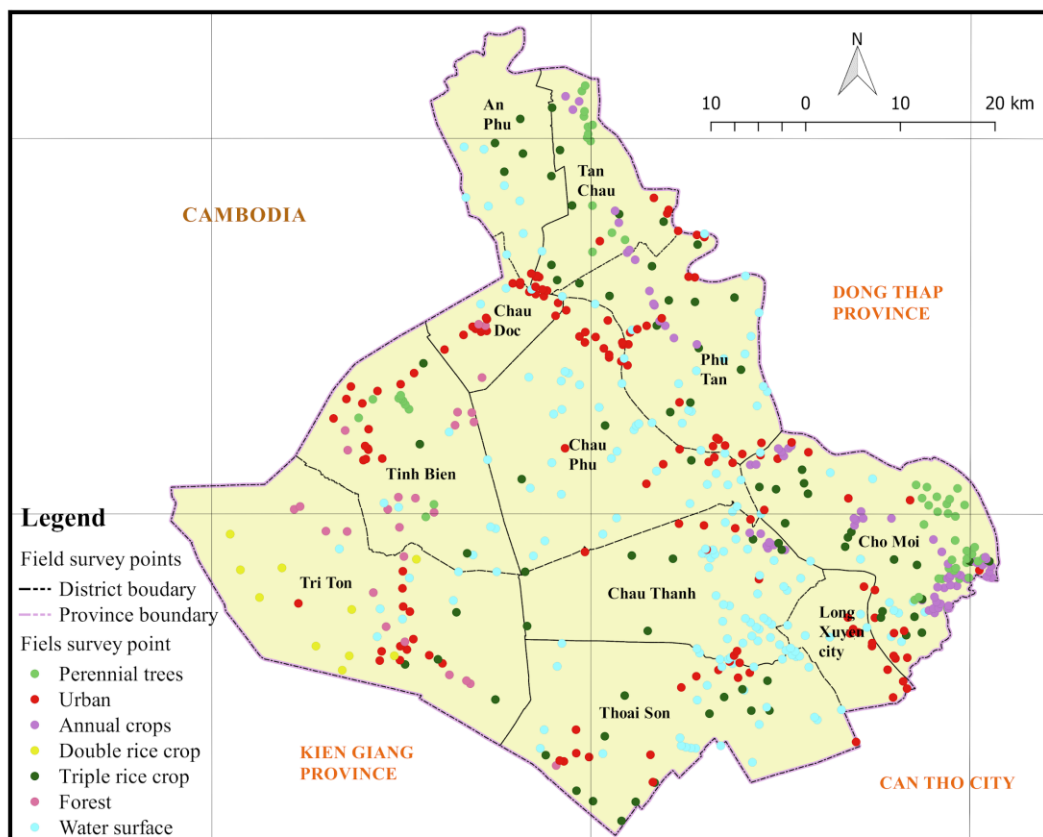 N
10 0 10 20 km
An
Phu
Tan
Chau
CAMBODIA
DONG THAP
PROVINCE
Chau
Doc
Phu
Tan
Chau
Phu
Tinh Bien
Legend
Field survey points
District boudary
Province boundary
Fiels survey point
Perennial trees
Urban
Annual crops
Double rice crop
Triple rice crop
Forest
Water surface
Cho Moi
Tri Ton
Chau Thanh
Long
Xuyen
city
Thoai Son
KIEN GIANG
PROVINCE
CAN THO CITY